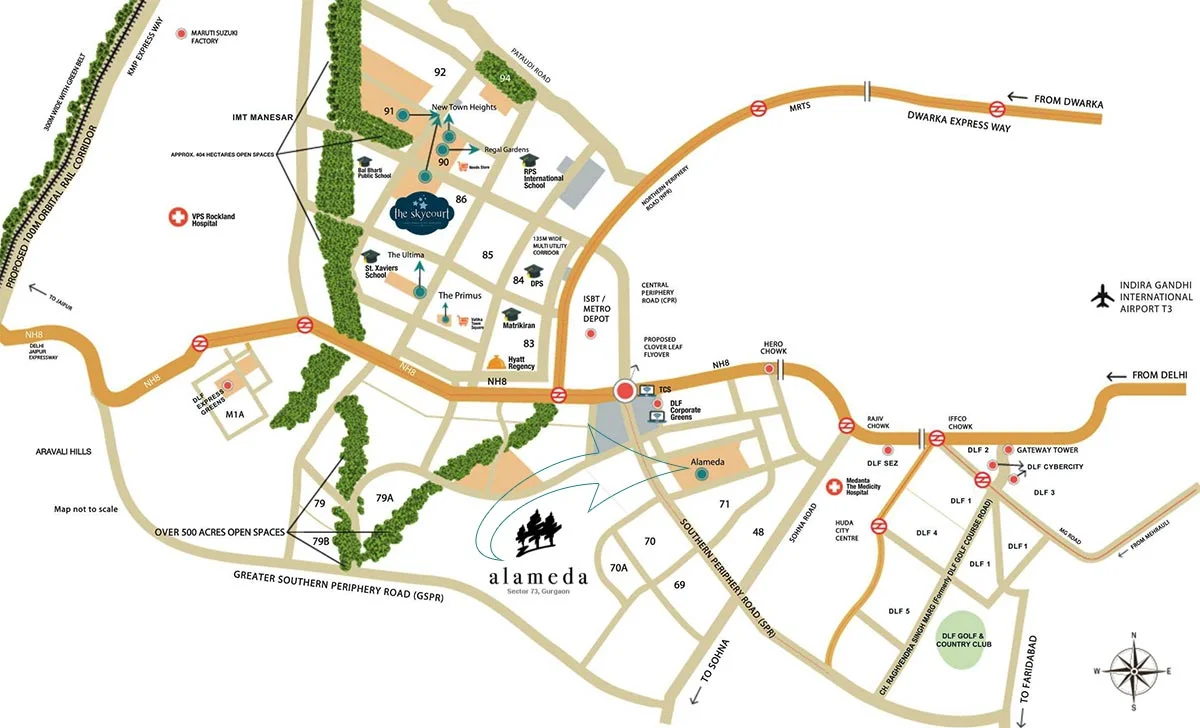 MARUTI SUZUKI
FACTORY
KMP EXPRESS WAY
300M WIDE WITH GREEN BELT
PROPOSED 100M ORBITAL RAIL CORRIDOR
IMT MANESAR
APPROX. 404 HECTARES OPEN SPACES
VPS Rockland
Hospital
TO JAIPUR
92
94
PATAUDI ROAD
91
New Town Heights
Regal Gardens
90
Needs Store
Bal Bharti
Public School
RPS
International
School
the skycourt
86
85
135M WIDE
MULTI UTILITY
CORRIDOR
84
DPS
The Ultima
St. Xaviers
School
The Primus
Vatika
Town
Square
Matrikiran
83
Hyatt
Regency
ISBT /
METRO
DEPOT
CENTRAL
PERIPHERY
ROAD (CPR)
NORTHERN PERIPHERY
ROAD (NPR)
MRTS
DWARKA EXPRESS WAY
FROM DWARKA
INDIRA GANDHI
INTERNATIONAL
AIRPORT T3
PROPOSED
CLOVER LEAF
FLYOVER
NH8
DELHI
JAIPUR
EXPRESSWAY
NH8
NH8
NH8
NH8
HERO
CHOWK
FROM DELHI
TCS
DLF
Corporate
Greens
DLF
EXPRESS
GREENS
M1A
RAJIV
CHOWK
IFFCO
CHOWK
DLF SEZ
DLF 2
GATEWAY TOWER
DLF CYBERCITY
DLF 3
ARAVALI HILLS
Map not to scale
79
79A
79B
OVER 500 ACRES OPEN SPACES
GREATER SOUTHERN PERIPHERY ROAD (GSPR)
Alameda
alameda
Sector 73, Gurgaon
71
48
70
70A
69
SOHNA ROAD
Medanta
The Medicity
Hospital
HUDA
CITY
CENTRE
DLF 1
DLF 4
DLF 1
DLF 1
DLF 5
MG ROAD
FROM MEHRAULI
SOUTHERN PERIPHERY ROAD (SPR)
CH. RAGHVENDRA SINGH MARG (Formerly DLF GOLF COURSE ROAD)
DLF GOLF &
COUNTRY CLUB
TO SOHNA
TO FARIDABAD
N
W
E
S